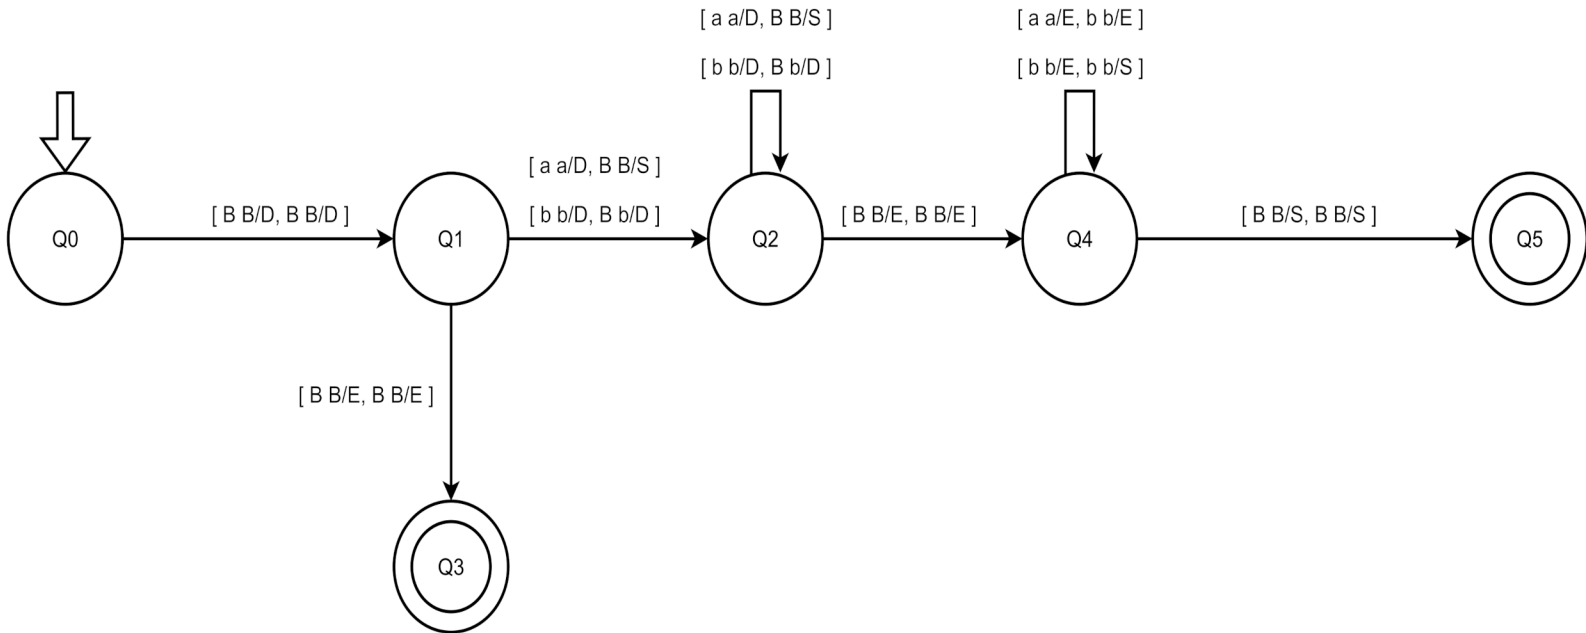 [ a a/D, B B/S ]
[ b b/D, B b/D ]
[ a a/E, b b/E ]
[ b b/E, b b/S ]
[ a a/D, B B/S ]
[ b b/D, B b/D ]
Q0
[ B B/D, B B/D ]
Q1
Q2
[ B B/E, B B/E ]
Q4
[ B B/S, B B/S ]
Q5
[ B B/E, B B/E ]
Q3